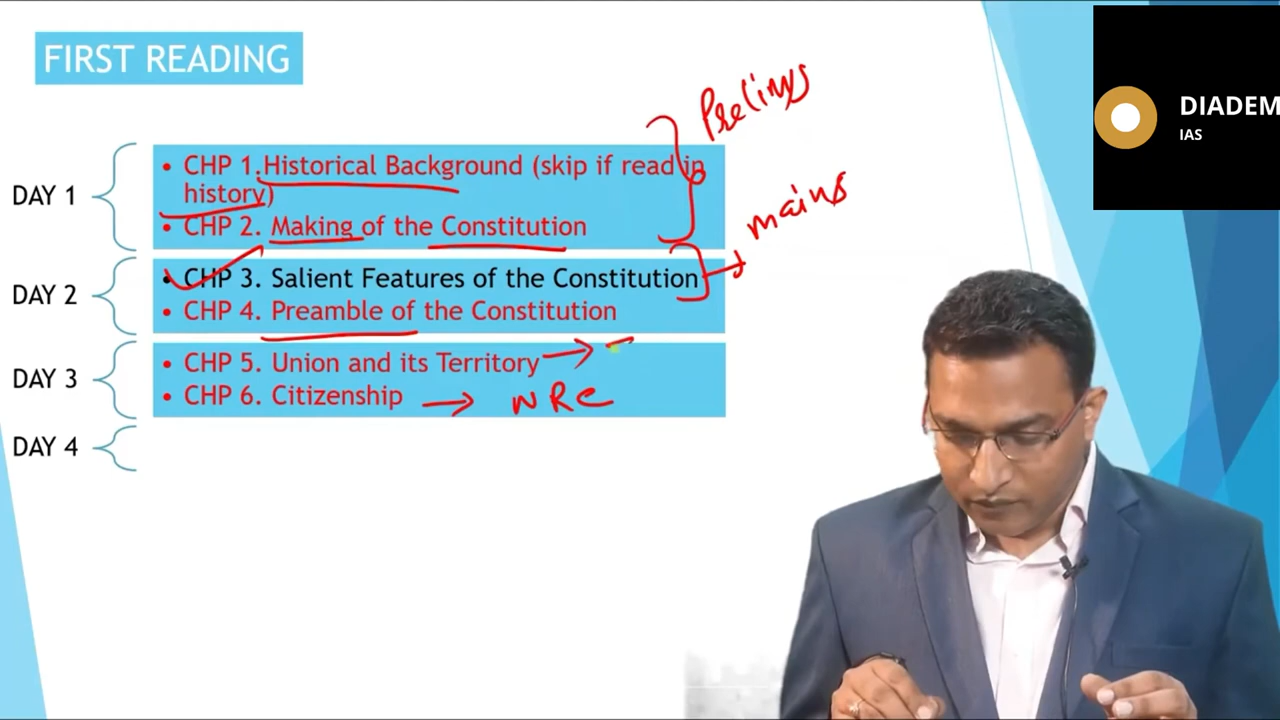 FIRST READING
DIADEM
IAS
Prelims
DAY 1
• CHP 1.Historical Background (skip if read in
history)
• CHP 2. Making of the Constitution
mains
DAY 2
• CHP 3. Salient Features of the Constitution
• CHP 4. Preamble of the Constitution
DAY 3
• CHP 5. Union and its Territory
• CHP 6. Citizenship → NRC
DAY 4